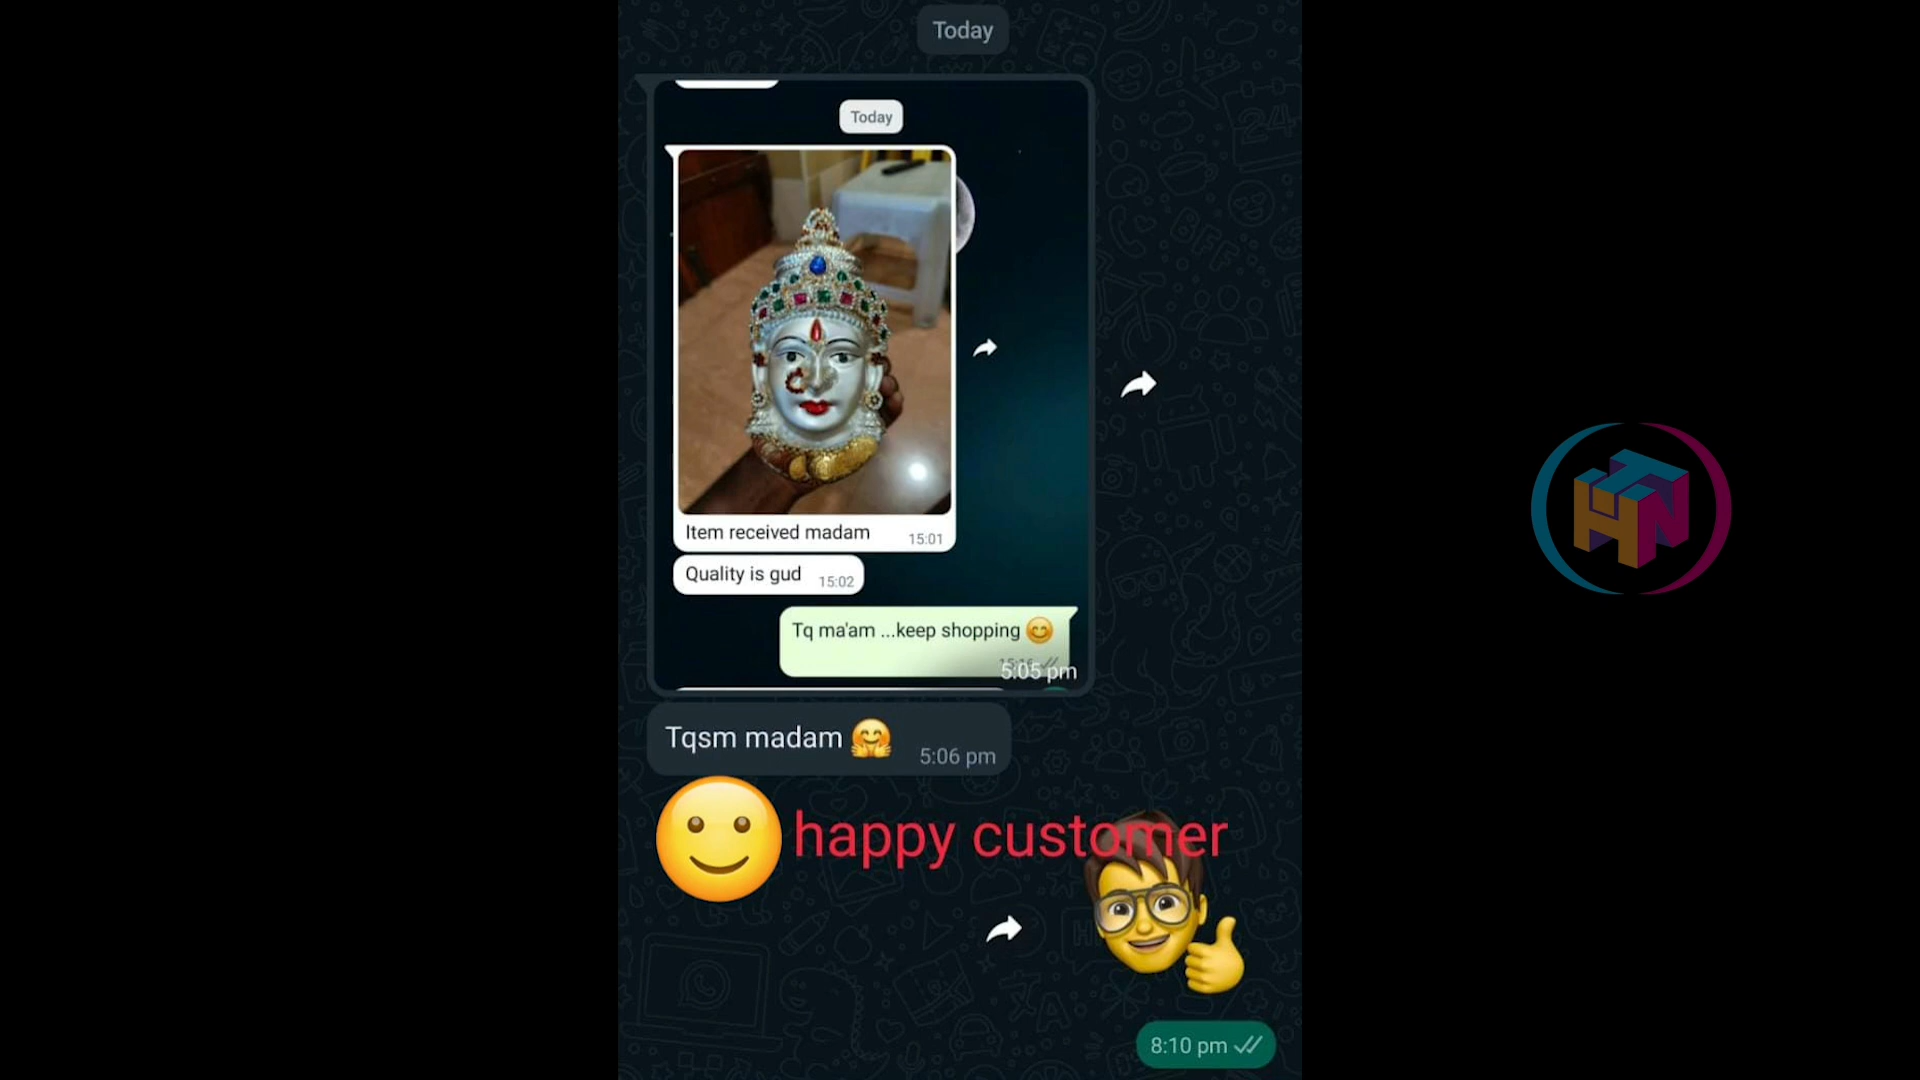 Today
Today
Item received madam 15:01
Quality is gud 15:02
Tq ma'am ...keep shopping 😊
5:05 pm
Tqsm madam 🤗 5:06 pm
🙂 happy customer
8:10 pm
HTN